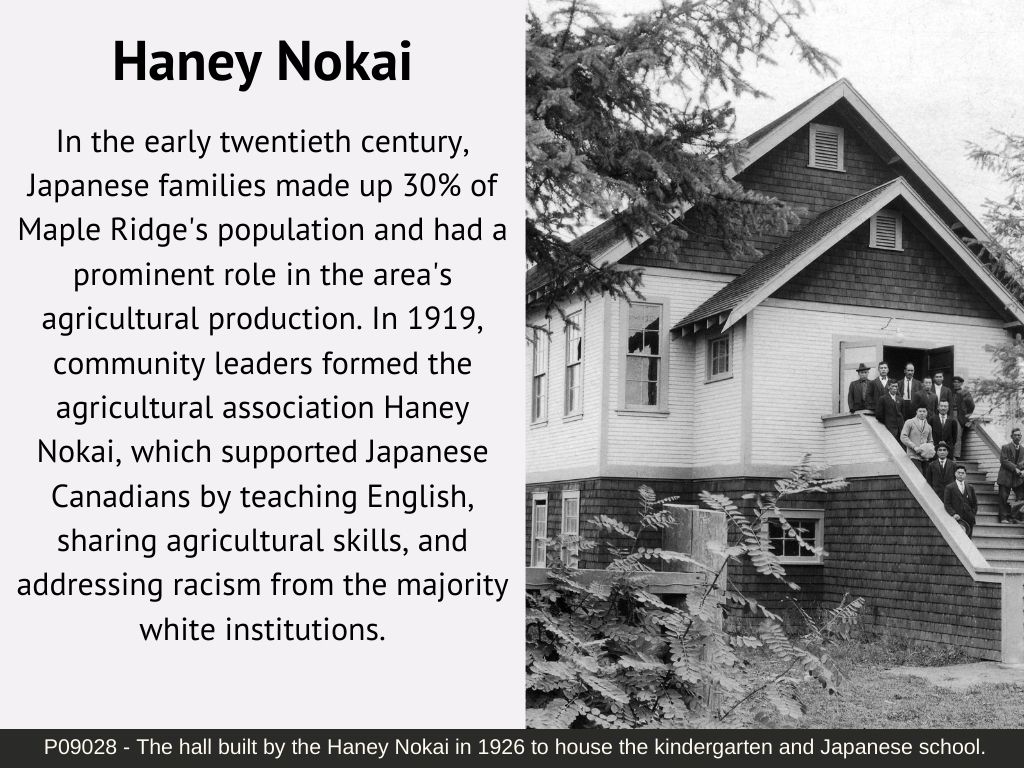 Haney Nokai
In the early twentieth century,
Japanese families made up 30% of
Maple Ridge's population and had a
prominent role in the area's
agricultural production. In 1919,
community leaders formed the
agricultural association Haney
Nokai, which supported Japanese
Canadians by teaching English,
sharing agricultural skills, and
addressing racism from the majority
white institutions.
P09028 - The hall built by the Haney Nokai in 1926 to house the kindergarten and Japanese school.